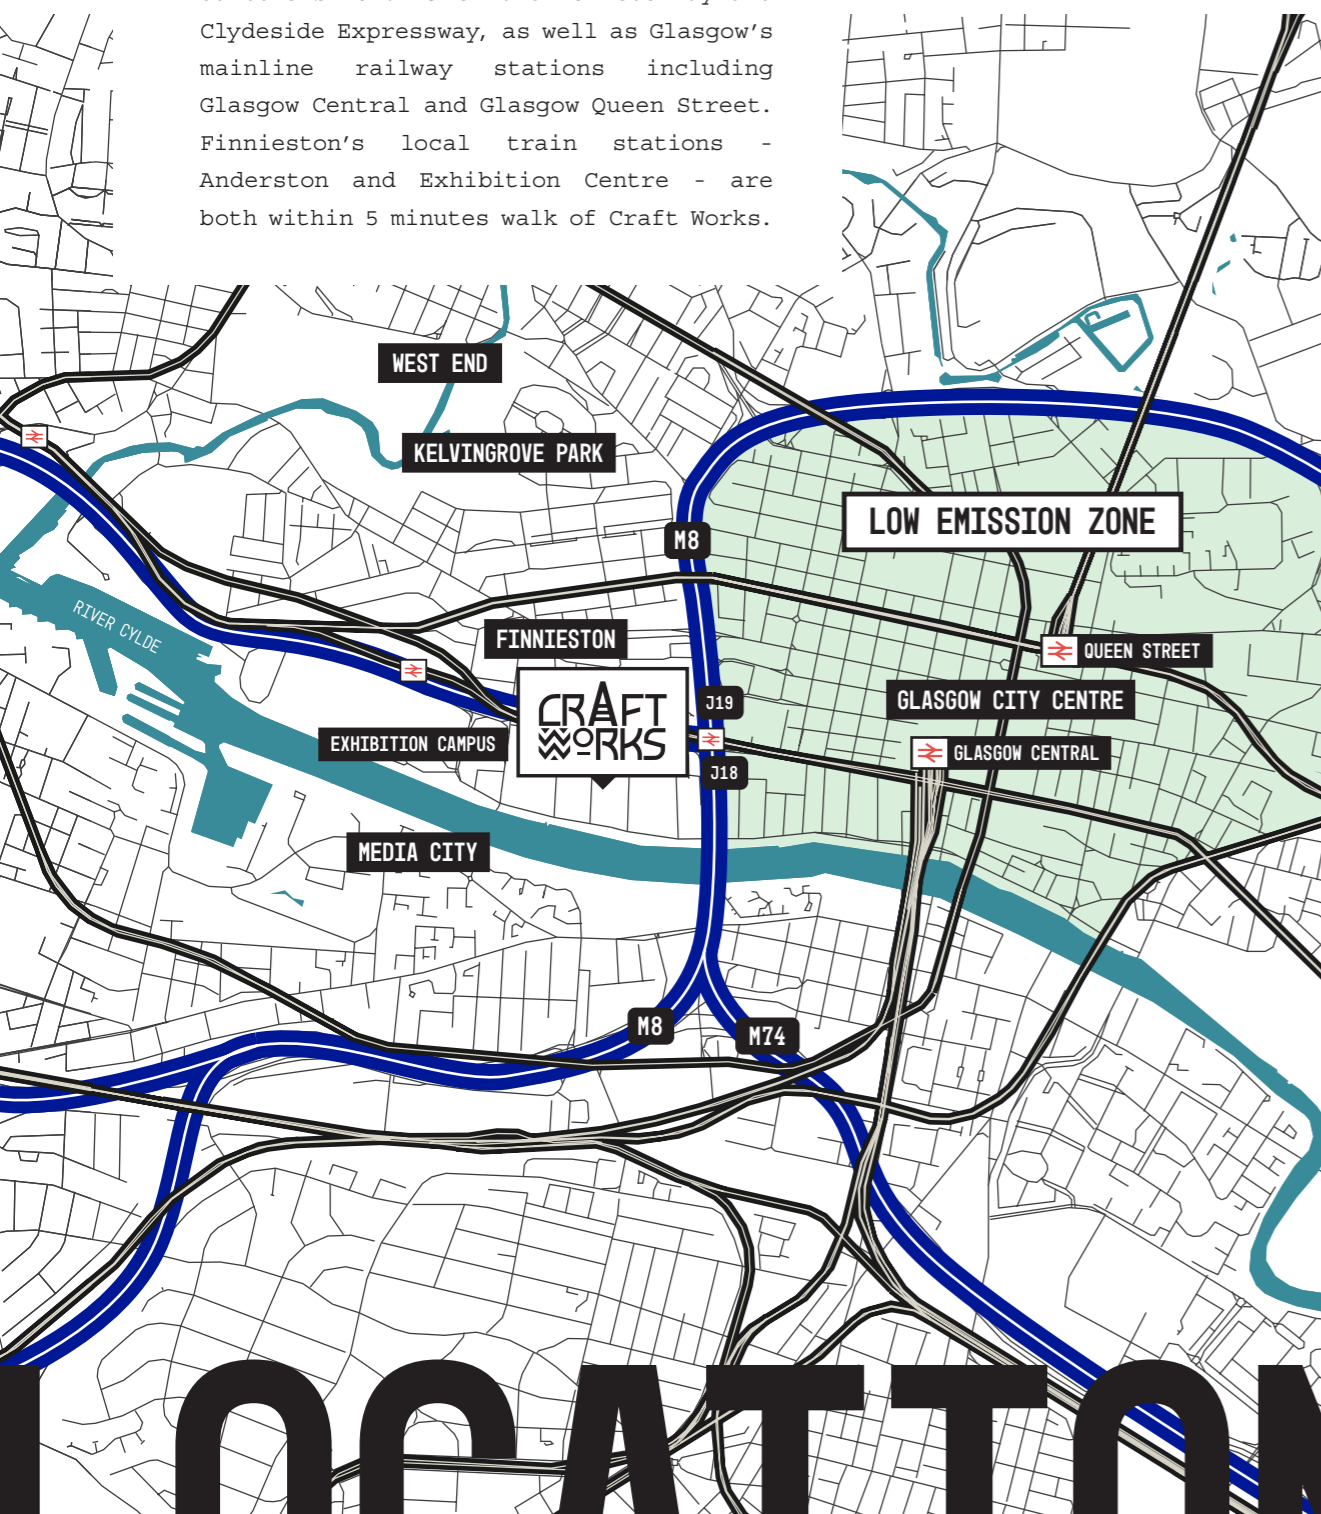 Clydeside Expressway, as well as Glasgow's
mainline railway stations including
Glasgow Central and Glasgow Queen Street.
Finnieston's local train stations -
Anderston and Exhibition Centre - are
both within 5 minutes walk of Craft Works.
WEST END
KELVINGROVE PARK
LOW EMISSION ZONE
M8
RIVER CYLDE
FINNIESTON
QUEEN STREET
J19
GLASGOW CITY CENTRE
CRAFT
WORKS
EXHIBITION CAMPUS
GLASGOW CENTRAL
J18
MEDIA CITY
M8
M74
LOCATION